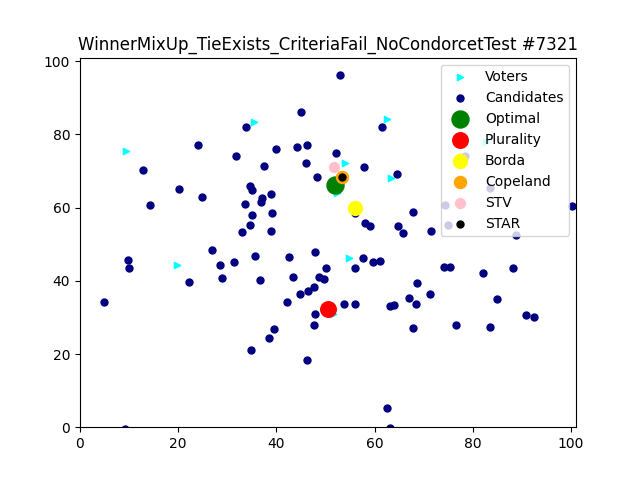 WinnerMixUp_TieExists_CriteriaFail_NoCondorcetTest #7321
100
80
60
40
20
0
0 20 40 60 80 100
Voters
Candidates
Optimal
Plurality
Borda
Copeland
STV
STAR